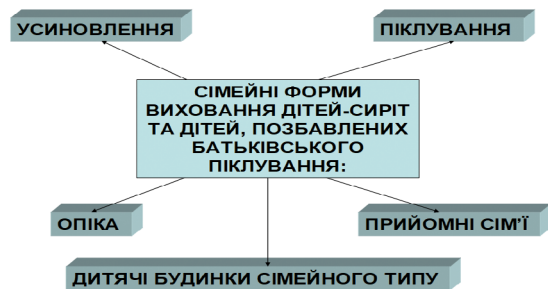 УСИНОВЛЕННЯ
ПІКЛУВАННЯ
СІМЕЙНІ ФОРМИ
ВИХОВАННЯ ДІТЕЙ-СИРІТ
ТА ДІТЕЙ, ПОЗБАВЛЕНИХ
БАТЬКІВСЬКОГО
ПІКЛУВАННЯ:
ОПІКА
ПРИЙОМНІ СІМ’Ї
ДИТЯЧІ БУДИНКИ СІМЕЙНОГО ТИПУ